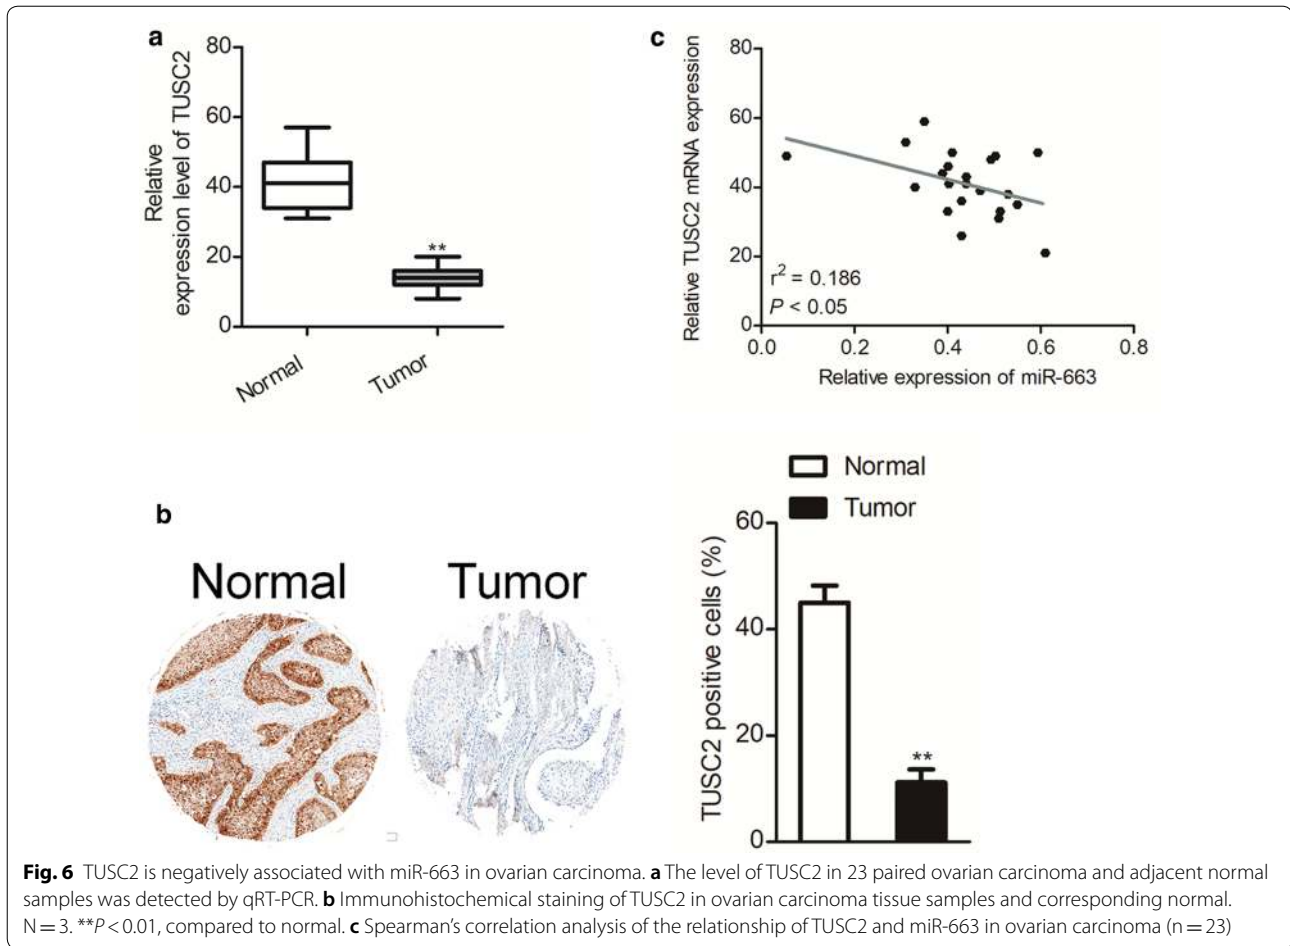 a
80
60
40
20
0
Relative
expression level of TUSC2
**
Normal
Tumor
c
80
60
40
20
0
Relative TUSC2 mRNA expression
r² = 0.186
P < 0.05
0.0 0.2 0.4 0.6 0.8
Relative expression of miR-663
b
Normal
Tumor
Normal
Tumor
60
40
20
0
TUSC2 positive cells (%)
**
Fig. 6 TUSC2 is negatively associated with miR-663 in ovarian carcinoma. a The level of TUSC2 in 23 paired ovarian carcinoma and adjacent normal
samples was detected by qRT-PCR. b Immunohistochemical staining of TUSC2 in ovarian carcinoma tissue samples and corresponding normal.
N = 3. **P < 0.01, compared to normal. c Spearman's correlation analysis of the relationship of TUSC2 and miR-663 in ovarian carcinoma (n = 23)